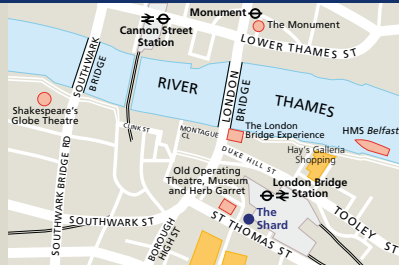 Monument
The Monument
Cannon Street
Station
LOWER THAMES ST
SOUTHWARK
BRIDGE
RIVER
THAMES
LONDON
BRIDGE
Shakespeare's
Globe Theatre
CLINK ST
MONTAGUE
CL
The London
Bridge Experience
HMS Belfast
Hay's Galleria
Shopping
DUKE HILL ST
SOUTHWARK BRIDGE RD
Old Operating
Theatre, Museum
and Herb Garret
London Bridge
Station
The
Shard
TOOLEY ST
SOUTHWARK ST
BOROUGH
HIGH ST
ST THOMAS ST